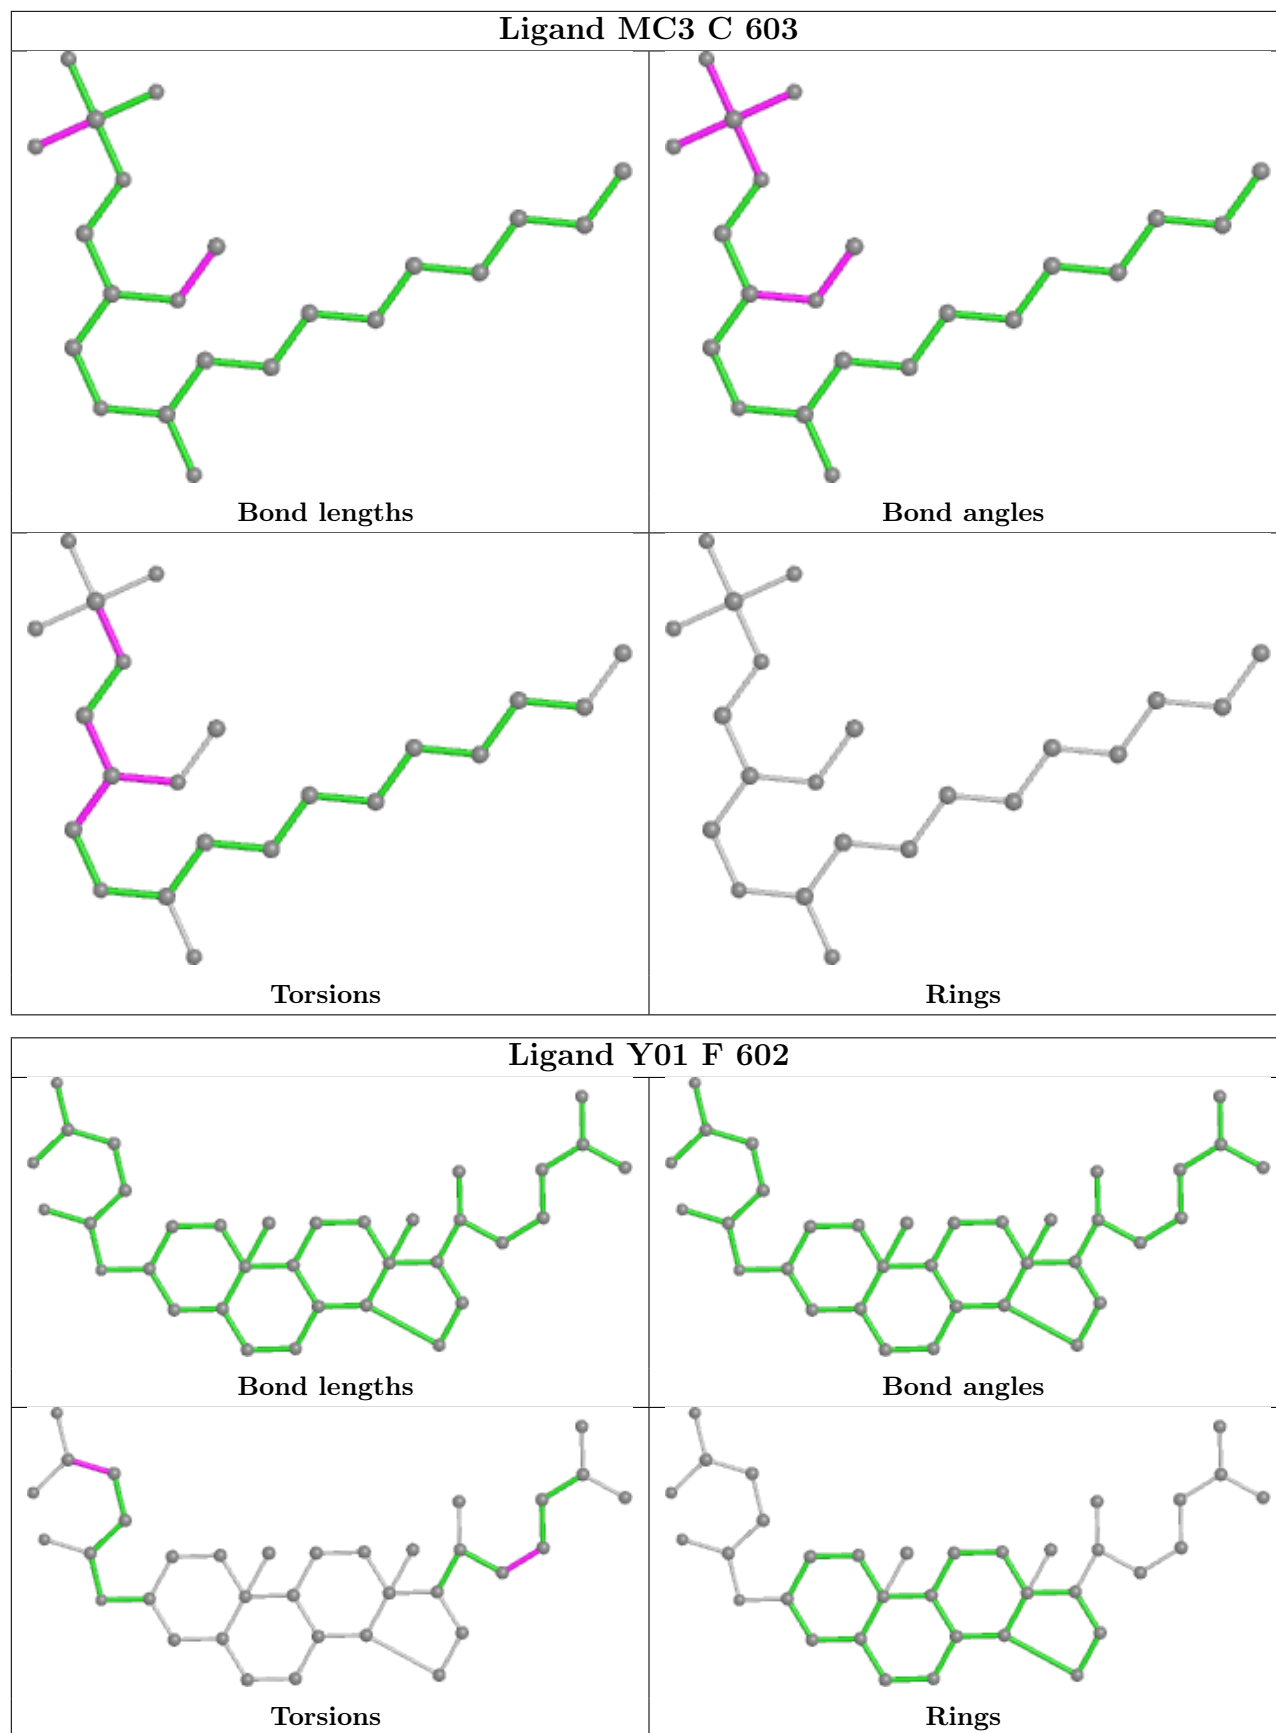 Ligand MC3 C 603
Bond lengths
Bond angles
Torsions
Rings
Ligand Y01 F 602
Bond lengths
Bond angles
Torsions
Rings